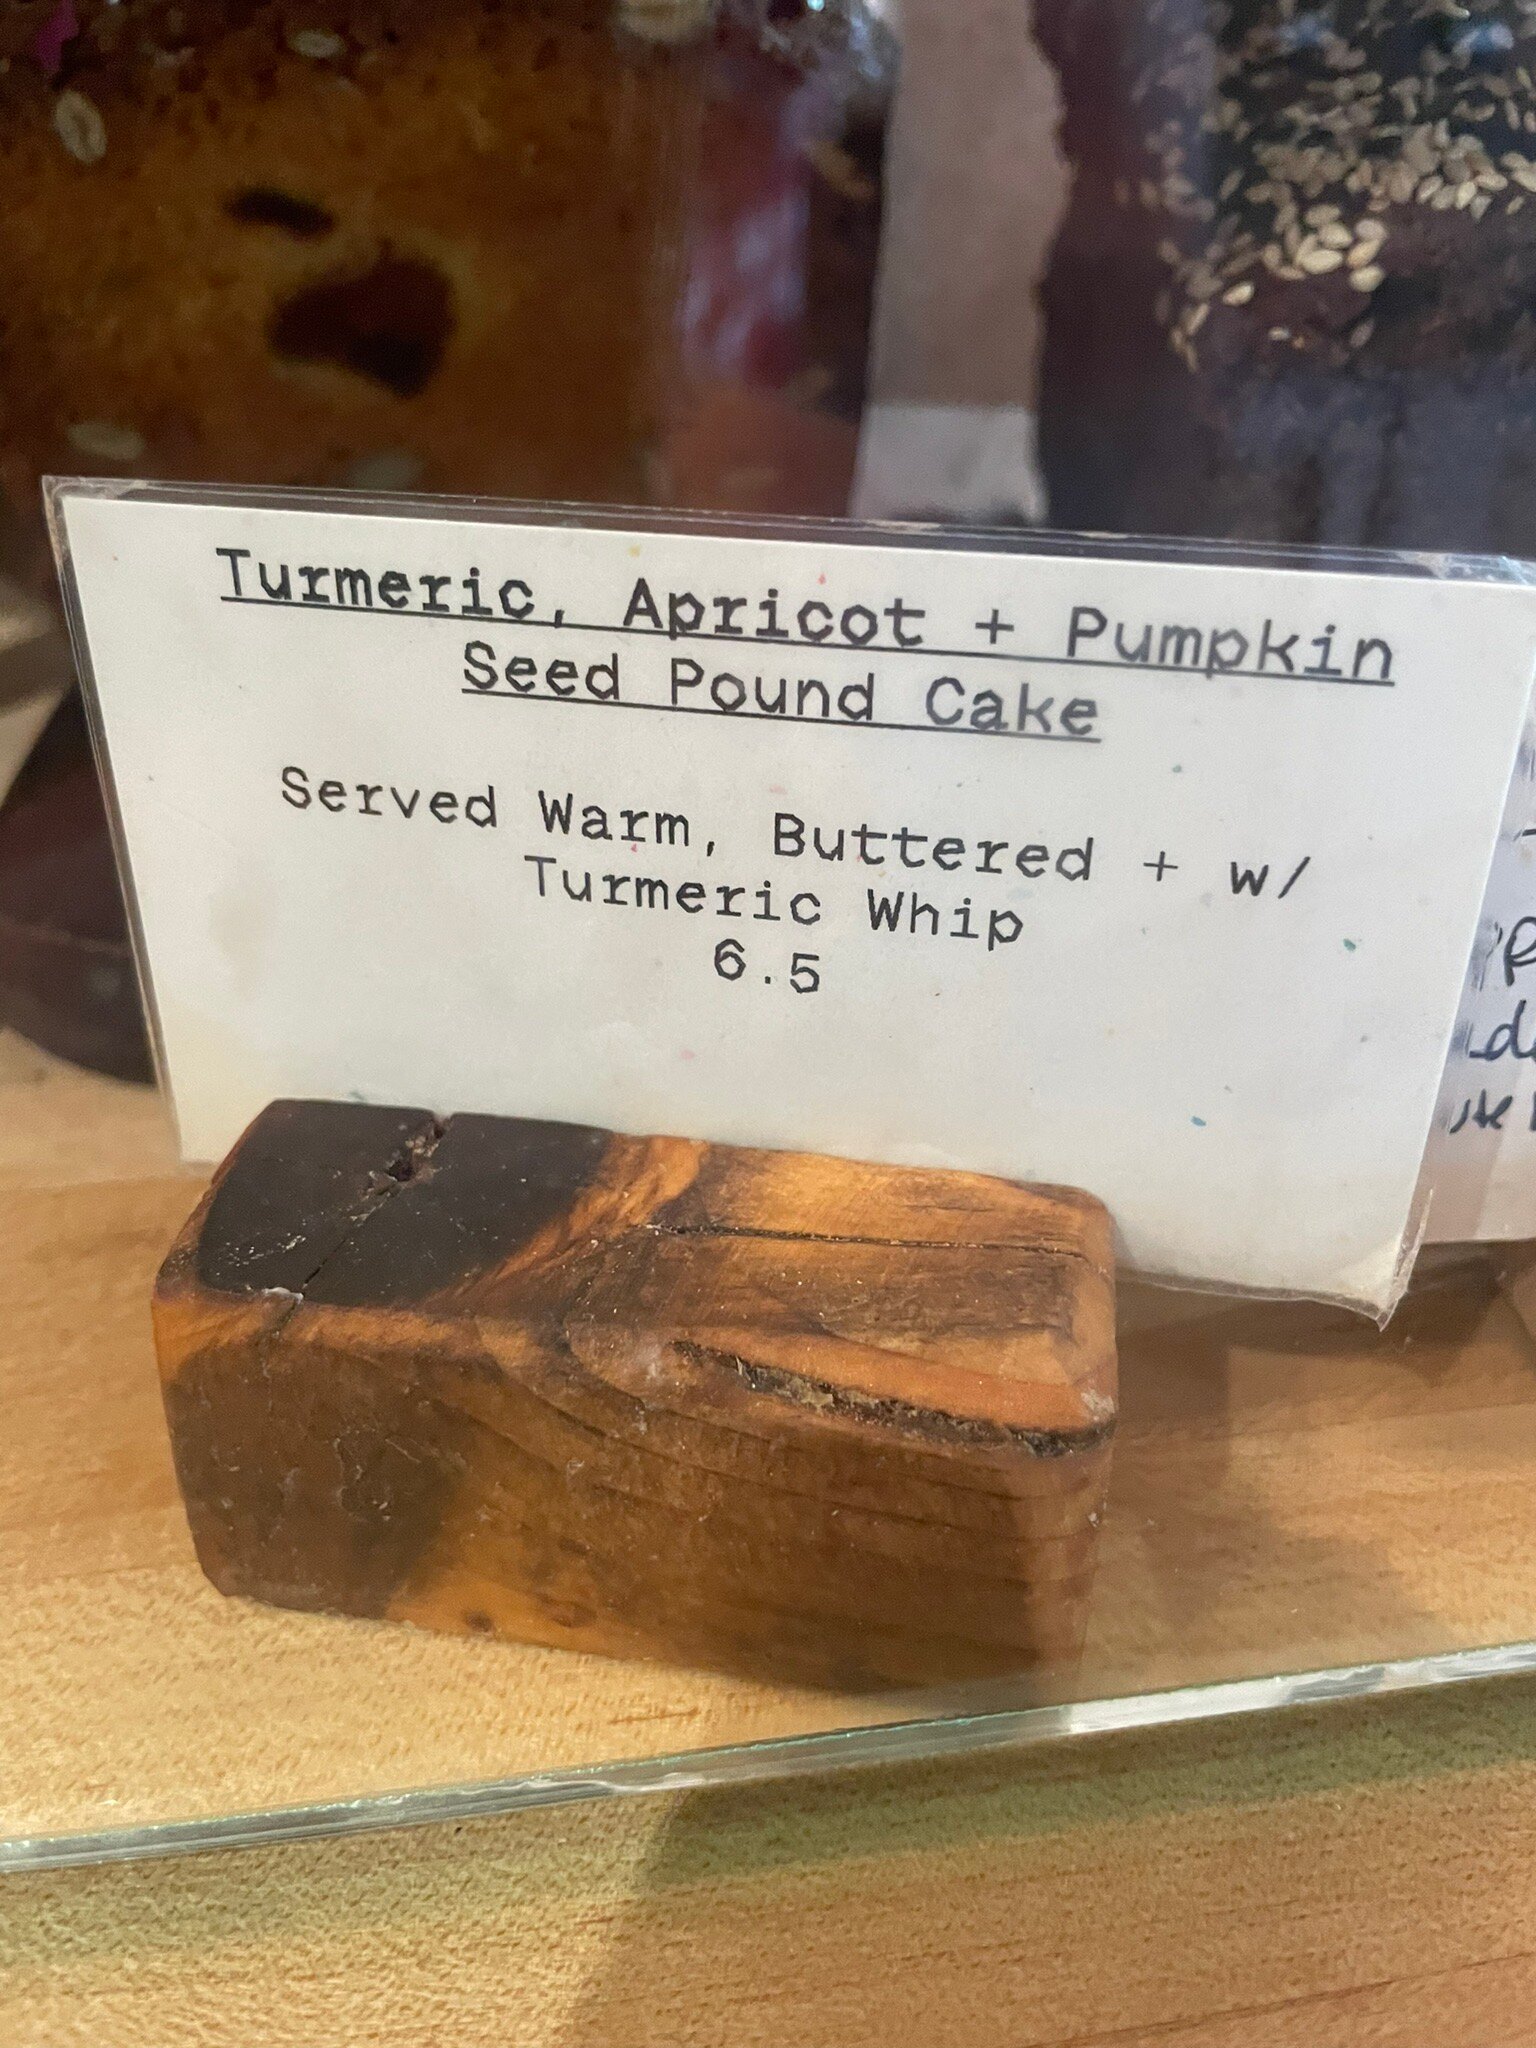 Turmeric, Apricot + Pumpkin
Seed Pound Cake
Served Warm, Buttered + w/
Turmeric Whip
6.5